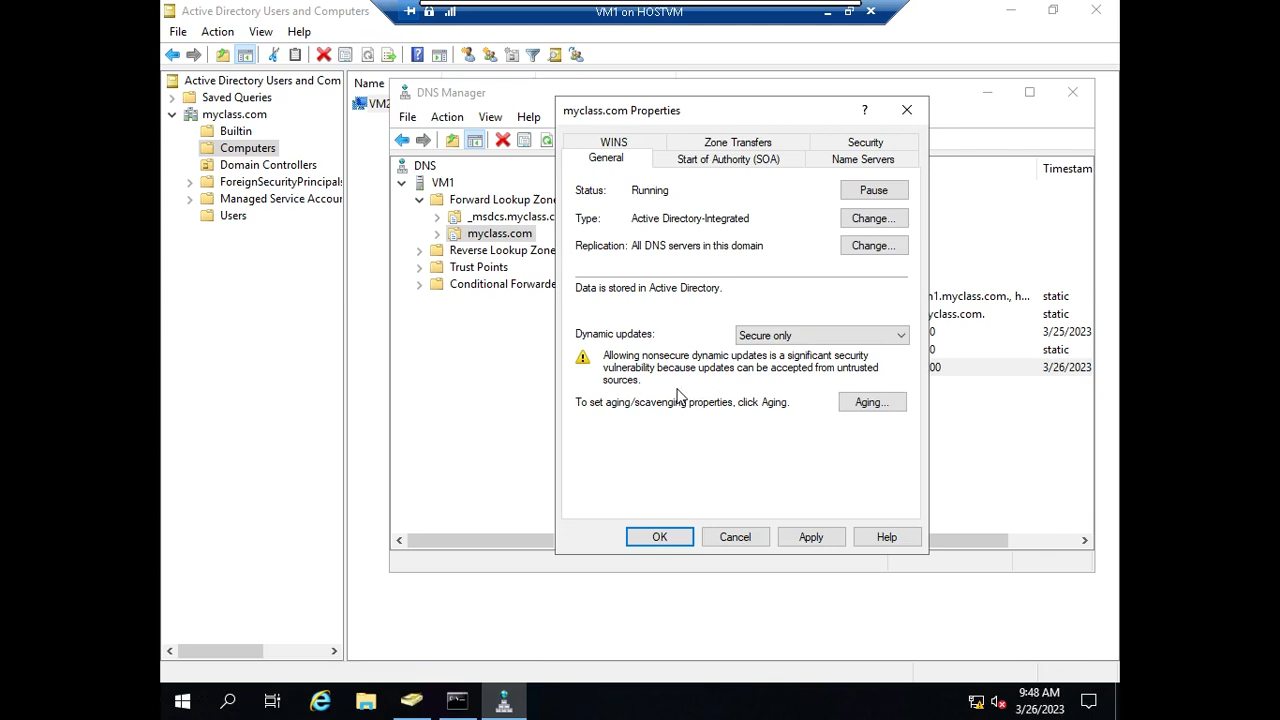 Active Directory Users and Computers
VM1 on HOSTVM
File Action View Help
Active Directory Users and Com
Saved Queries
myclass.com
Builtin
Computers
Domain Controllers
ForeignSecurityPrincipals
Managed Service Accour
Users
Name
VM2
DNS Manager
File Action View Help
DNS
VM1
Forward Lookup Zone
_msdcs.myclass.c
myclass.com
Reverse Lookup Zone
Trust Points
Conditional Forwarde
myclass.com Properties
?
WINS Zone Transfers Security
General Start of Authority (SOA) Name Servers
Status: Running Pause
Type: Active Directory-Integrated Change...
Replication: All DNS servers in this domain Change...
Data is stored in Active Directory.
Dynamic updates: Secure only
Allowing nonsecure dynamic updates is a significant security
vulnerability because updates can be accepted from untrusted
sources.
To set aging/scavenging properties, click Aging. Aging...
OK Cancel Apply Help
Timestam
n1.myclass.com., h... static
yclass.com. static
0 3/25/2023
0 static
00 3/26/2023
9:48 AM
3/26/2023